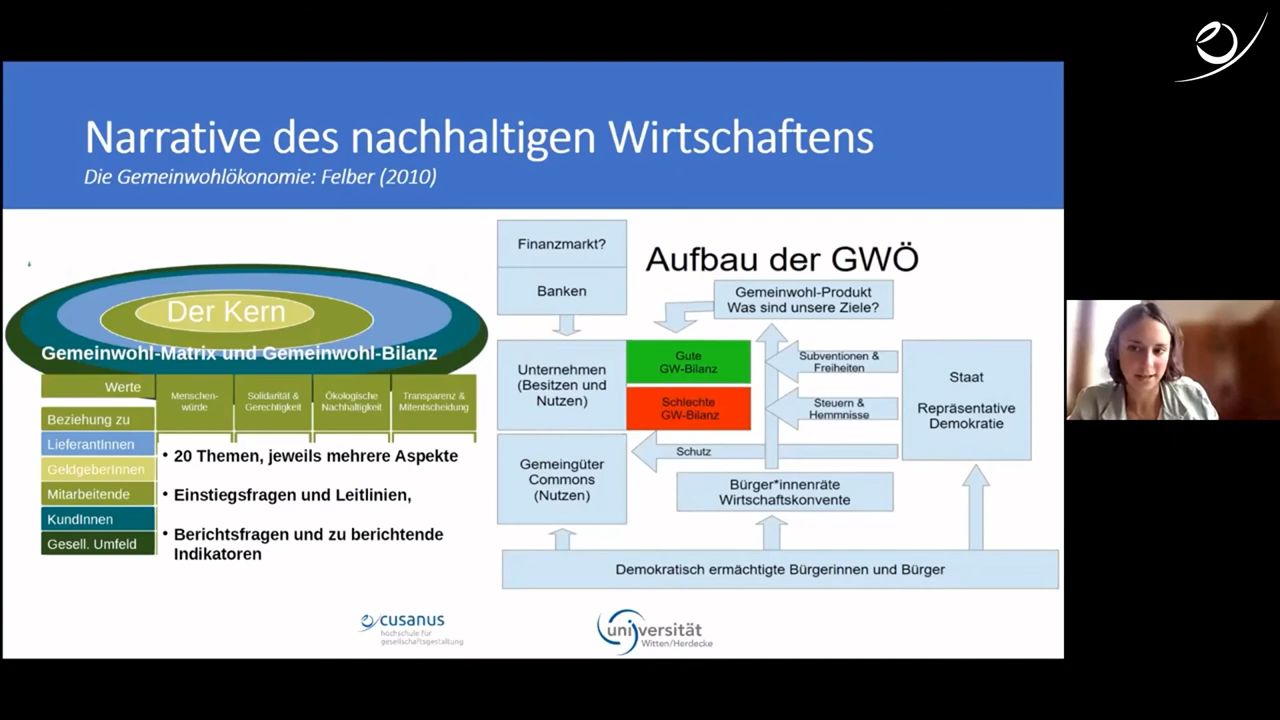 Narrative des nachhaltigen Wirtschaftens
Die Gemeinwohlökonomie: Felber (2010)
Der Kern
Gemeinwohl-Matrix und Gemeinwohl-Bilanz
Werte
Menschen-
würde
Solidarität &
Gerechtigkeit
Ökologische
Nachhaltigkeit
Transparenz &
Mitentscheidung
Beziehung zu
LieferantInnen
GeldgeberInnen
Mitarbeitende
KundInnen
Gesell. Umfeld
• 20 Themen, jeweils mehrere Aspekte
• Einstiegsfragen und Leitlinien,
• Berichtsfragen und zu berichtende
Indikatoren
Aufbau der GWÖ
Finanzmarkt?
Banken
Gemeinwohl-Produkt
Was sind unsere Ziele?
Unternehmen
(Besitzen und
Nutzen)
Gute
GW-Bilanz
Schlechte
GW-Bilanz
Subventionen &
Freiheiten
Steuern &
Hemmnisse
Staat
Repräsentative
Demokratie
Schutz
Gemeingüter
Commons
(Nutzen)
Bürger*innenräte
Wirtschaftskonvente
Demokratisch ermächtigte Bürgerinnen und Bürger
cusanus
hochschule für
gesellschaftsgestaltung
universität
Witten/Herdecke